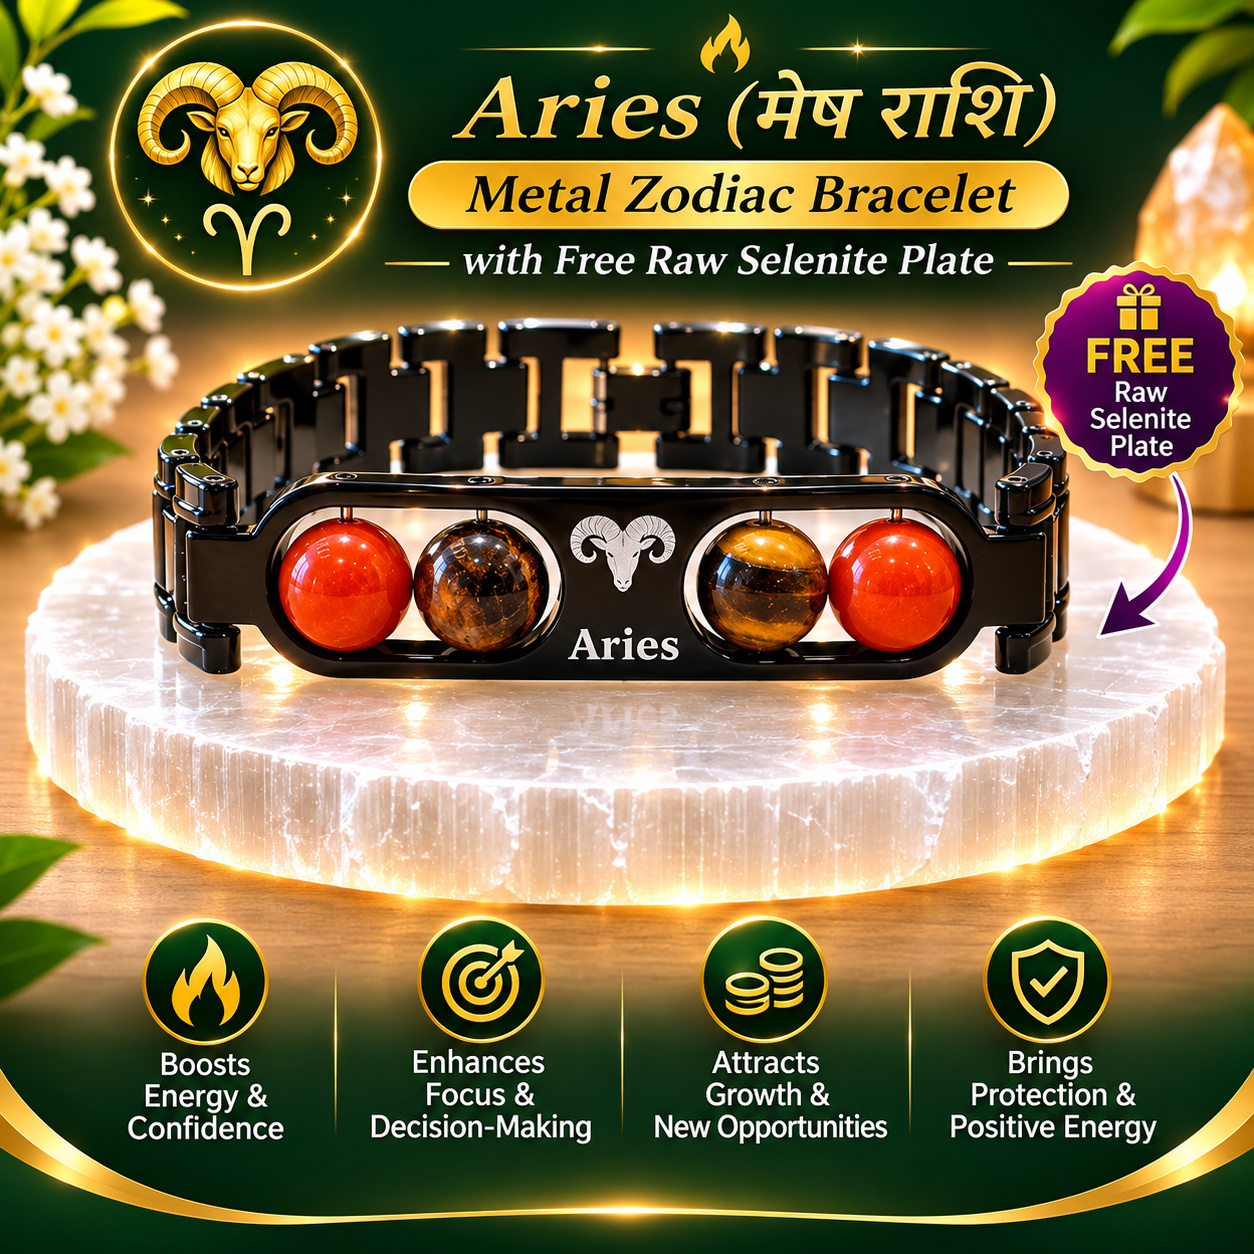 Aries (मेष राशि)
Metal Zodiac Bracelet
with Free Raw Selenite Plate
FREE
Raw
Selenite
Plate
Aries
Boosts
Energy &
Confidence
Enhances
Focus &
Decision-Making
Attracts
Growth &
New Opportunities
Brings
Protection &
Positive Energy